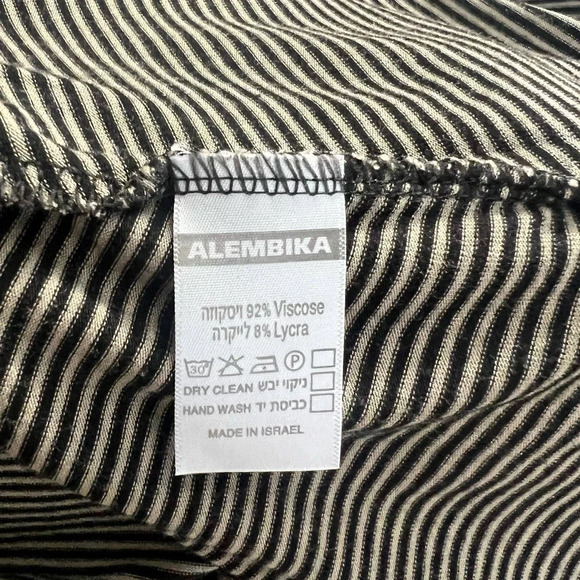 ALEMBIKA
92% Viscose ויסקוזה
8% Lycra לייקרה
30° P
DRY CLEAN ניקוי יבש
HAND WASH כביסת יד
MADE IN ISRAEL